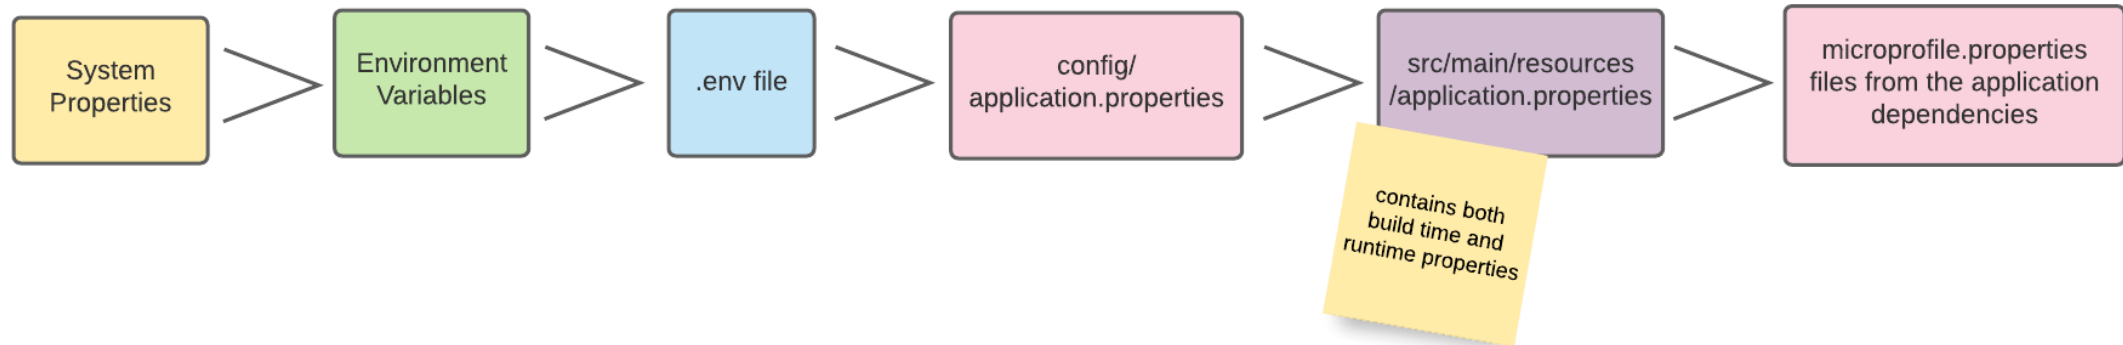 System
Properties
Environment
Variables
.env file
config/
application.properties
src/main/resources
/application.properties
microprofile.properties
files from the application
dependencies
contains both
build time and
runtime properties